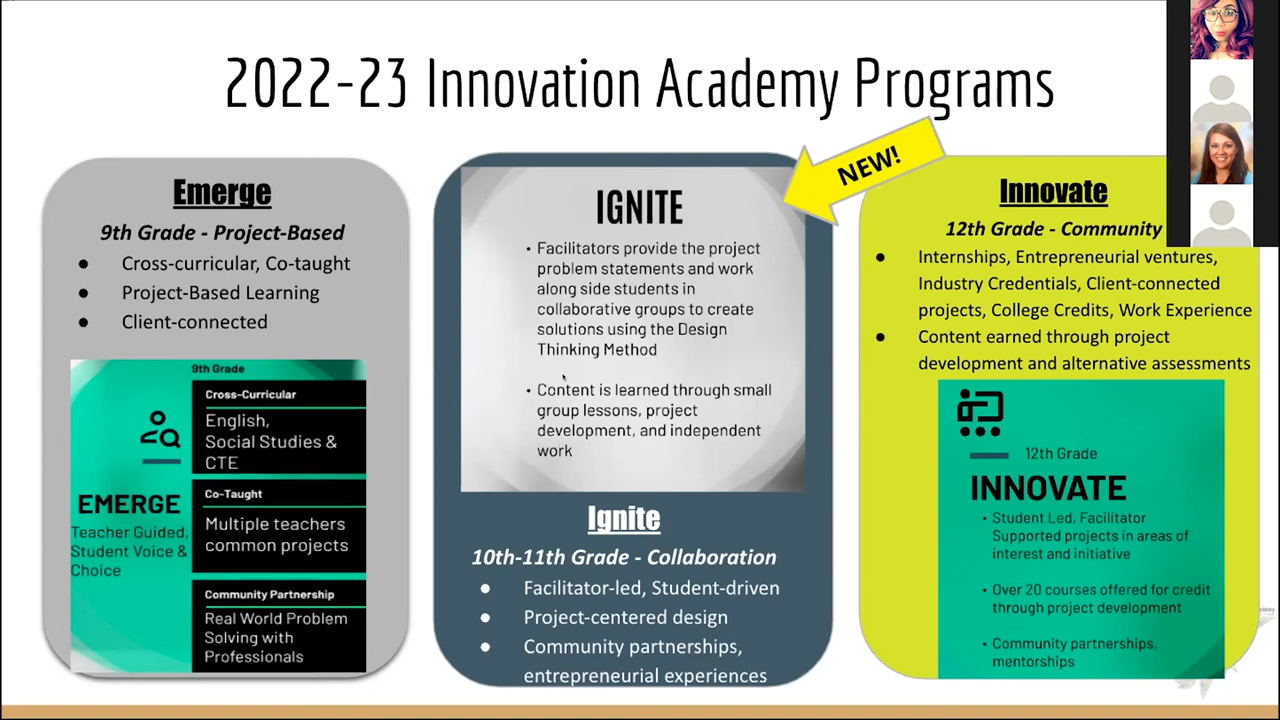 2022-23 Innovation Academy Programs
NEW!
Emerge
9th Grade - Project-Based
● Cross-curricular, Co-taught
● Project-Based Learning
● Client-connected
9th Grade
Cross-Curricular
English,
Social Studies &
CTE
EMERGE
Teacher Guided,
Student Voice &
Choice
Co-Taught
Multiple teachers
common projects
Community Partnership
Real World Problem
Solving with
Professionals
IGNITE
• Facilitators provide the project
problem statements and work
along side students in
collaborative groups to create
solutions using the Design
Thinking Method
• Content is learned through small
group lessons, project
development, and independent
work
Ignite
10th-11th Grade - Collaboration
● Facilitator-led, Student-driven
● Project-centered design
● Community partnerships,
entrepreneurial experiences
Innovate
12th Grade - Community
● Internships, Entrepreneurial ventures,
Industry Credentials, Client-connected
projects, College Credits, Work Experience
● Content earned through project
development and alternative assessments
12th Grade
INNOVATE
• Student Led, Facilitator
Supported projects in areas of
interest and initiative
• Over 20 courses offered for credit
through project development
• Community partnerships,
mentorships